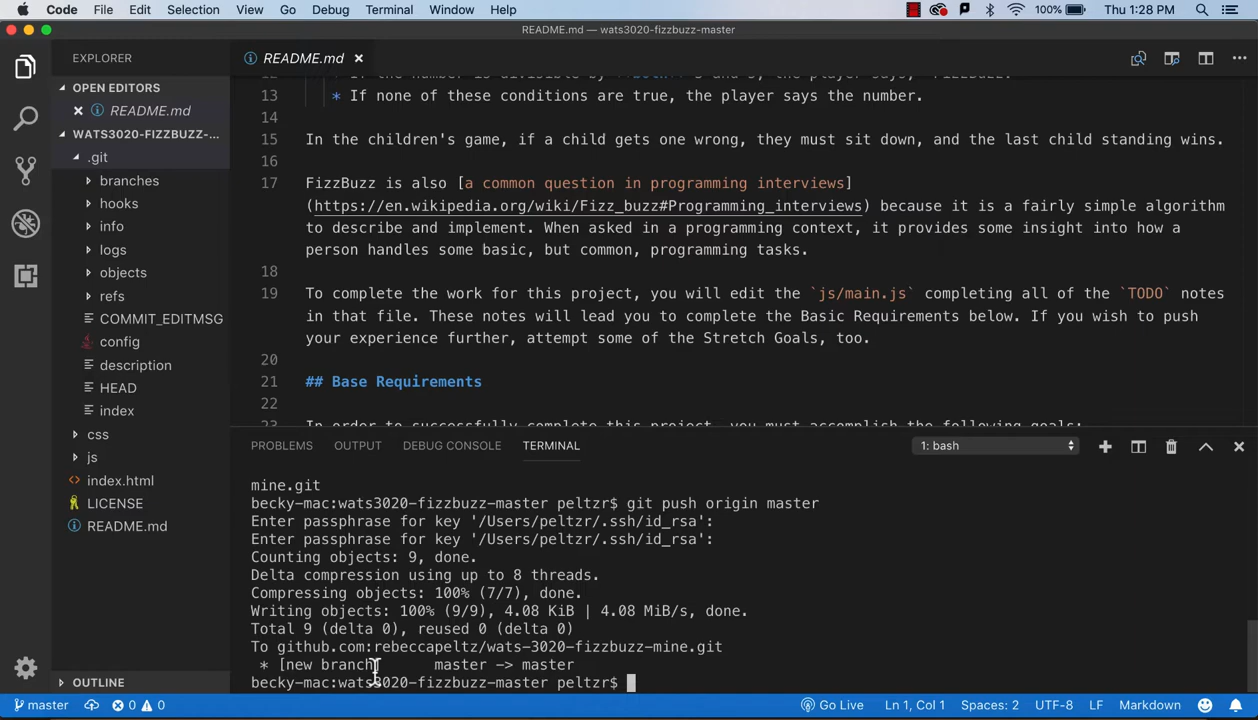 Code File Edit Selection View Go Debug Terminal Window Help 100% Thu 1:28 PM
README.md — wats3020-fizzbuzz-master
EXPLORER
README.md
OPEN EDITORS
README.md
WATS3020-FIZZBUZZ-...
.git
branches
hooks
info
logs
objects
refs
COMMIT_EDITMSG
config
description
HEAD
index
css
js
index.html
LICENSE
README.md
OUTLINE
13 * If none of these conditions are true, the player says the number.
14
15 In the children's game, if a child gets one wrong, they must sit down, and the last child standing wins.
16
17 FizzBuzz is also [a common question in programming interviews]
(https://en.wikipedia.org/wiki/Fizz_buzz#Programming_interviews) because it is a fairly simple algorithm
to describe and implement. When asked in a programming context, it provides some insight into how a
person handles some basic, but common, programming tasks.
18
19 To complete the work for this project, you will edit the `js/main.js` completing all of the `TODO` notes
in that file. These notes will lead you to complete the Basic Requirements below. If you wish to push
your experience further, attempt some of the Stretch Goals, too.
20
21 ## Base Requirements
22
23 In order to successfully complete this project, you must accomplish the following goals:
PROBLEMS OUTPUT DEBUG CONSOLE TERMINAL 1: bash
mine.git
becky-mac:wats3020-fizzbuzz-master peltzr$ git push origin master
Enter passphrase for key '/Users/peltzr/.ssh/id_rsa':
Enter passphrase for key '/Users/peltzr/.ssh/id_rsa':
Counting objects: 9, done.
Delta compression using up to 8 threads.
Compressing objects: 100% (7/7), done.
Writing objects: 100% (9/9), 4.08 KiB | 4.08 MiB/s, done.
Total 9 (delta 0), reused 0 (delta 0)
To github.com:rebeccapeltz/wats-3020-fizzbuzz-mine.git
* [new branch] master -> master
becky-mac:wats3020-fizzbuzz-master peltzr$
master 0 0 Go Live Ln 1, Col 1 Spaces: 2 UTF-8 LF Markdown